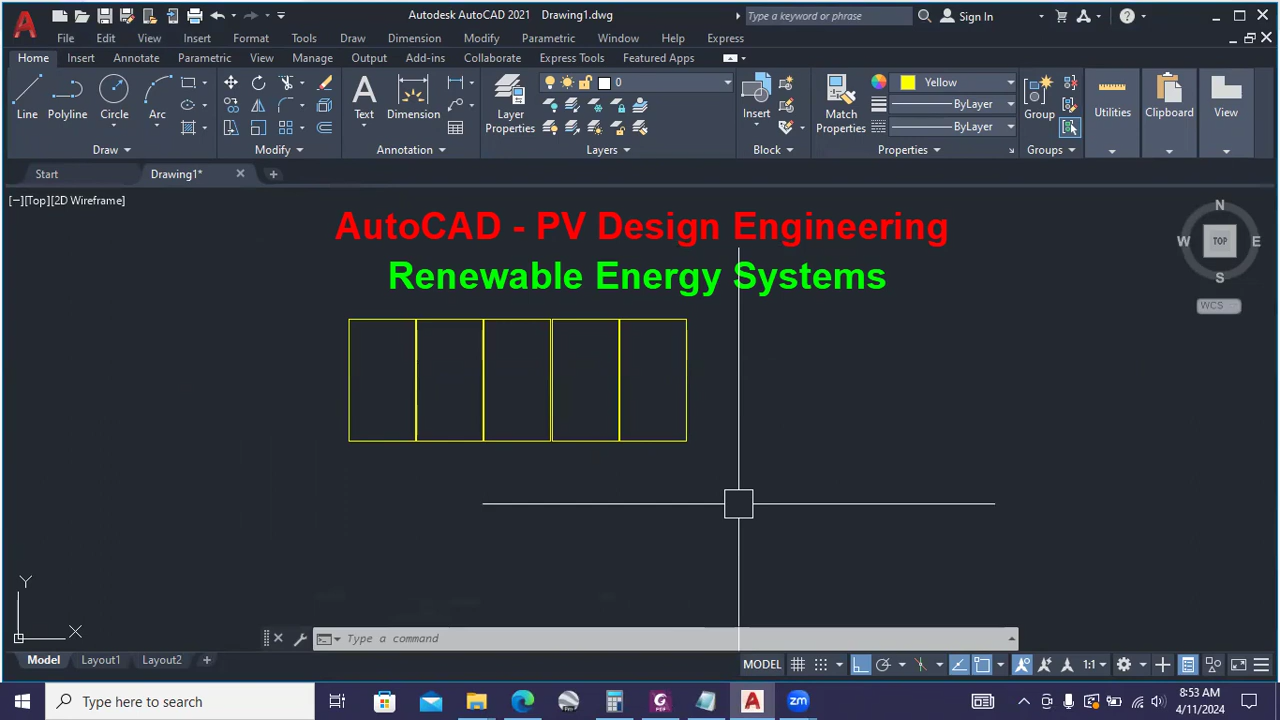 Autodesk AutoCAD 2021 Drawing1.dwg
Type a keyword or phrase
Sign In
File Edit View Insert Format Tools Draw Dimension Modify Parametric Window Help Express
Home Insert Annotate Parametric View Manage Output Add-ins Collaborate Express Tools Featured Apps
0
Yellow
ByLayer
ByLayer
Line Polyline Circle Arc
Text Dimension
Layer Properties
Insert
Match Properties
Group
Utilities Clipboard View
Draw Modify Annotation Layers Block Properties Groups
Start Drawing1*
[−][Top][2D Wireframe]
AutoCAD - PV Design Engineering
Renewable Energy Systems
N
W TOP E
S
WCS
Y
X
Type a command
Model Layout1 Layout2 +
MODEL 1:1
Type here to search
8:53 AM
4/11/2024